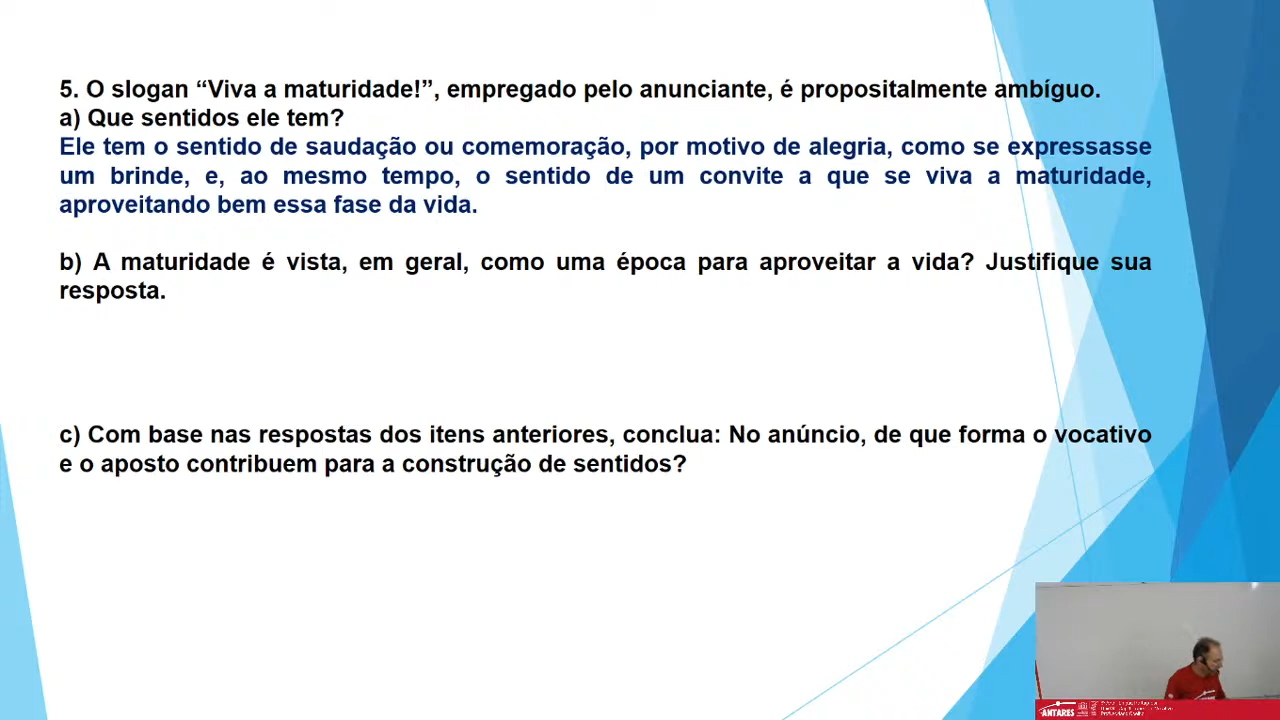 5. O slogan “Viva a maturidade!”, empregado pelo anunciante, é propositalmente ambíguo.
a) Que sentidos ele tem?
Ele tem o sentido de saudação ou comemoração, por motivo de alegria, como se expressasse
um brinde, e, ao mesmo tempo, o sentido de um convite a que se viva a maturidade,
aproveitando bem essa fase da vida.
b) A maturidade é vista, em geral, como uma época para aproveitar a vida? Justifique sua
resposta.
c) Com base nas respostas dos itens anteriores, conclua: No anúncio, de que forma o vocativo
e o aposto contribuem para a construção de sentidos?
ANTARES